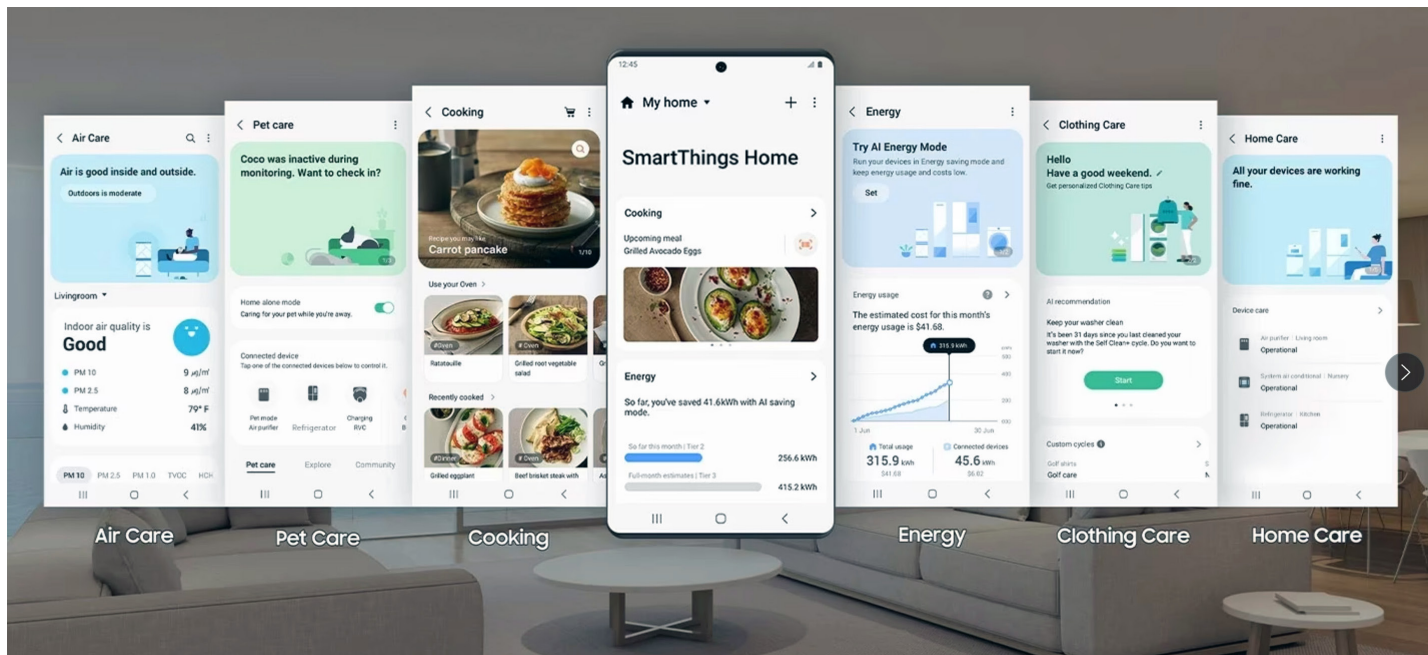 Air Care
Air is good inside and outside.
Outdoors is moderate
Livingroom
Indoor air quality is
Good
PM 10
9 μg/㎥
PM 2.5
8 μg/㎥
Temperature
79° F
Humidity
41%
PM 10 PM 2.5 PM 1.0 TVOC HCH
Air Care
Pet care
Coco was inactive during
monitoring. Want to check in?
1/3
Home alone mode
Caring for your pet while you're away.
Connected device
Tap one of the connected devices below to control it.
Pet mode
Air purifier
Refrigerator
Charging
RVC
Pet care Explore Community
Pet Care
Cooking
Recipe you may like
Carrot pancake
1/10
Use your Oven
#Oven
Ratatouille
#Oven
Grilled root vegetable
salad
Recently cooked
#Dinner
Grilled eggplant
#Oven
Beef brisket steak with
Cooking
12:45
My home
SmartThings Home
Cooking
Upcoming meal
Grilled Avocado Eggs
Energy
So far, you've saved 41.6kWh with AI saving
mode.
So far this month | Tier 2
256.6 kWh
Full-month estimates | Tier 3
415.2 kWh
Energy
Try AI Energy Mode
Run your devices in Energy saving mode and
keep energy usage and costs low.
Set
Energy usage
The estimated cost for this month's
energy usage is $41.68.
315.9 kWh
1 Jun
30 Jun
Total usage
315.9 kWh
$41.68
Connected devices
45.6 kWh
$6.02
Energy
Clothing Care
Hello
Have a good weekend.
Get personalized Clothing Care tips
AI recommendation
Keep your washer clean
It's been 31 days since you last cleaned your
washer with the Self Clean+ cycle. Do you want to
start it now?
Start
Custom cycles
Golf shirts
Golf care
Clothing Care
Home Care
All your devices are working
fine.
Device care
Air purifier | Living room
Operational
System air conditional | Nursery
Operational
Refrigerator | Kitchen
Operational
Home Care